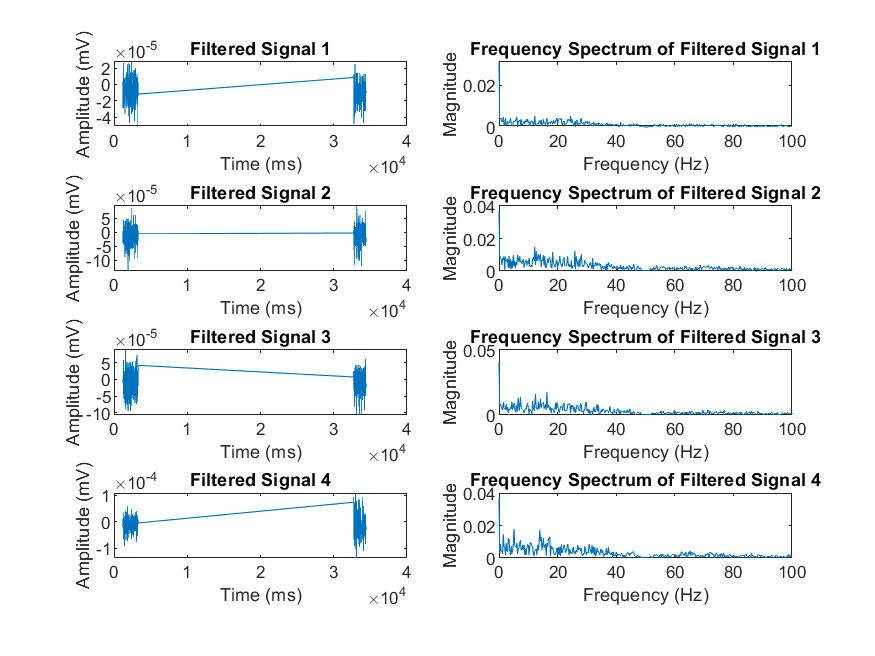 Filtered Signal 1
×10-5
Amplitude (mV)
2
0
-2
-4
0 1 2 3 4
Time (ms)
×104
Frequency Spectrum of Filtered Signal 1
Magnitude
0.02
0
0 20 40 60 80 100
Frequency (Hz)
Filtered Signal 2
×10-5
Amplitude (mV)
5
0
-5
-10
0 1 2 3 4
Time (ms)
×104
Frequency Spectrum of Filtered Signal 2
Magnitude
0.04
0.02
0
0 20 40 60 80 100
Frequency (Hz)
Filtered Signal 3
×10-5
Amplitude (mV)
5
0
-5
-10
0 1 2 3 4
Time (ms)
×104
Frequency Spectrum of Filtered Signal 3
Magnitude
0.05
0
0 20 40 60 80 100
Frequency (Hz)
Filtered Signal 4
×10-4
Amplitude (mV)
1
0
-1
0 1 2 3 4
Time (ms)
×104
Frequency Spectrum of Filtered Signal 4
Magnitude
0.04
0.02
0
0 20 40 60 80 100
Frequency (Hz)